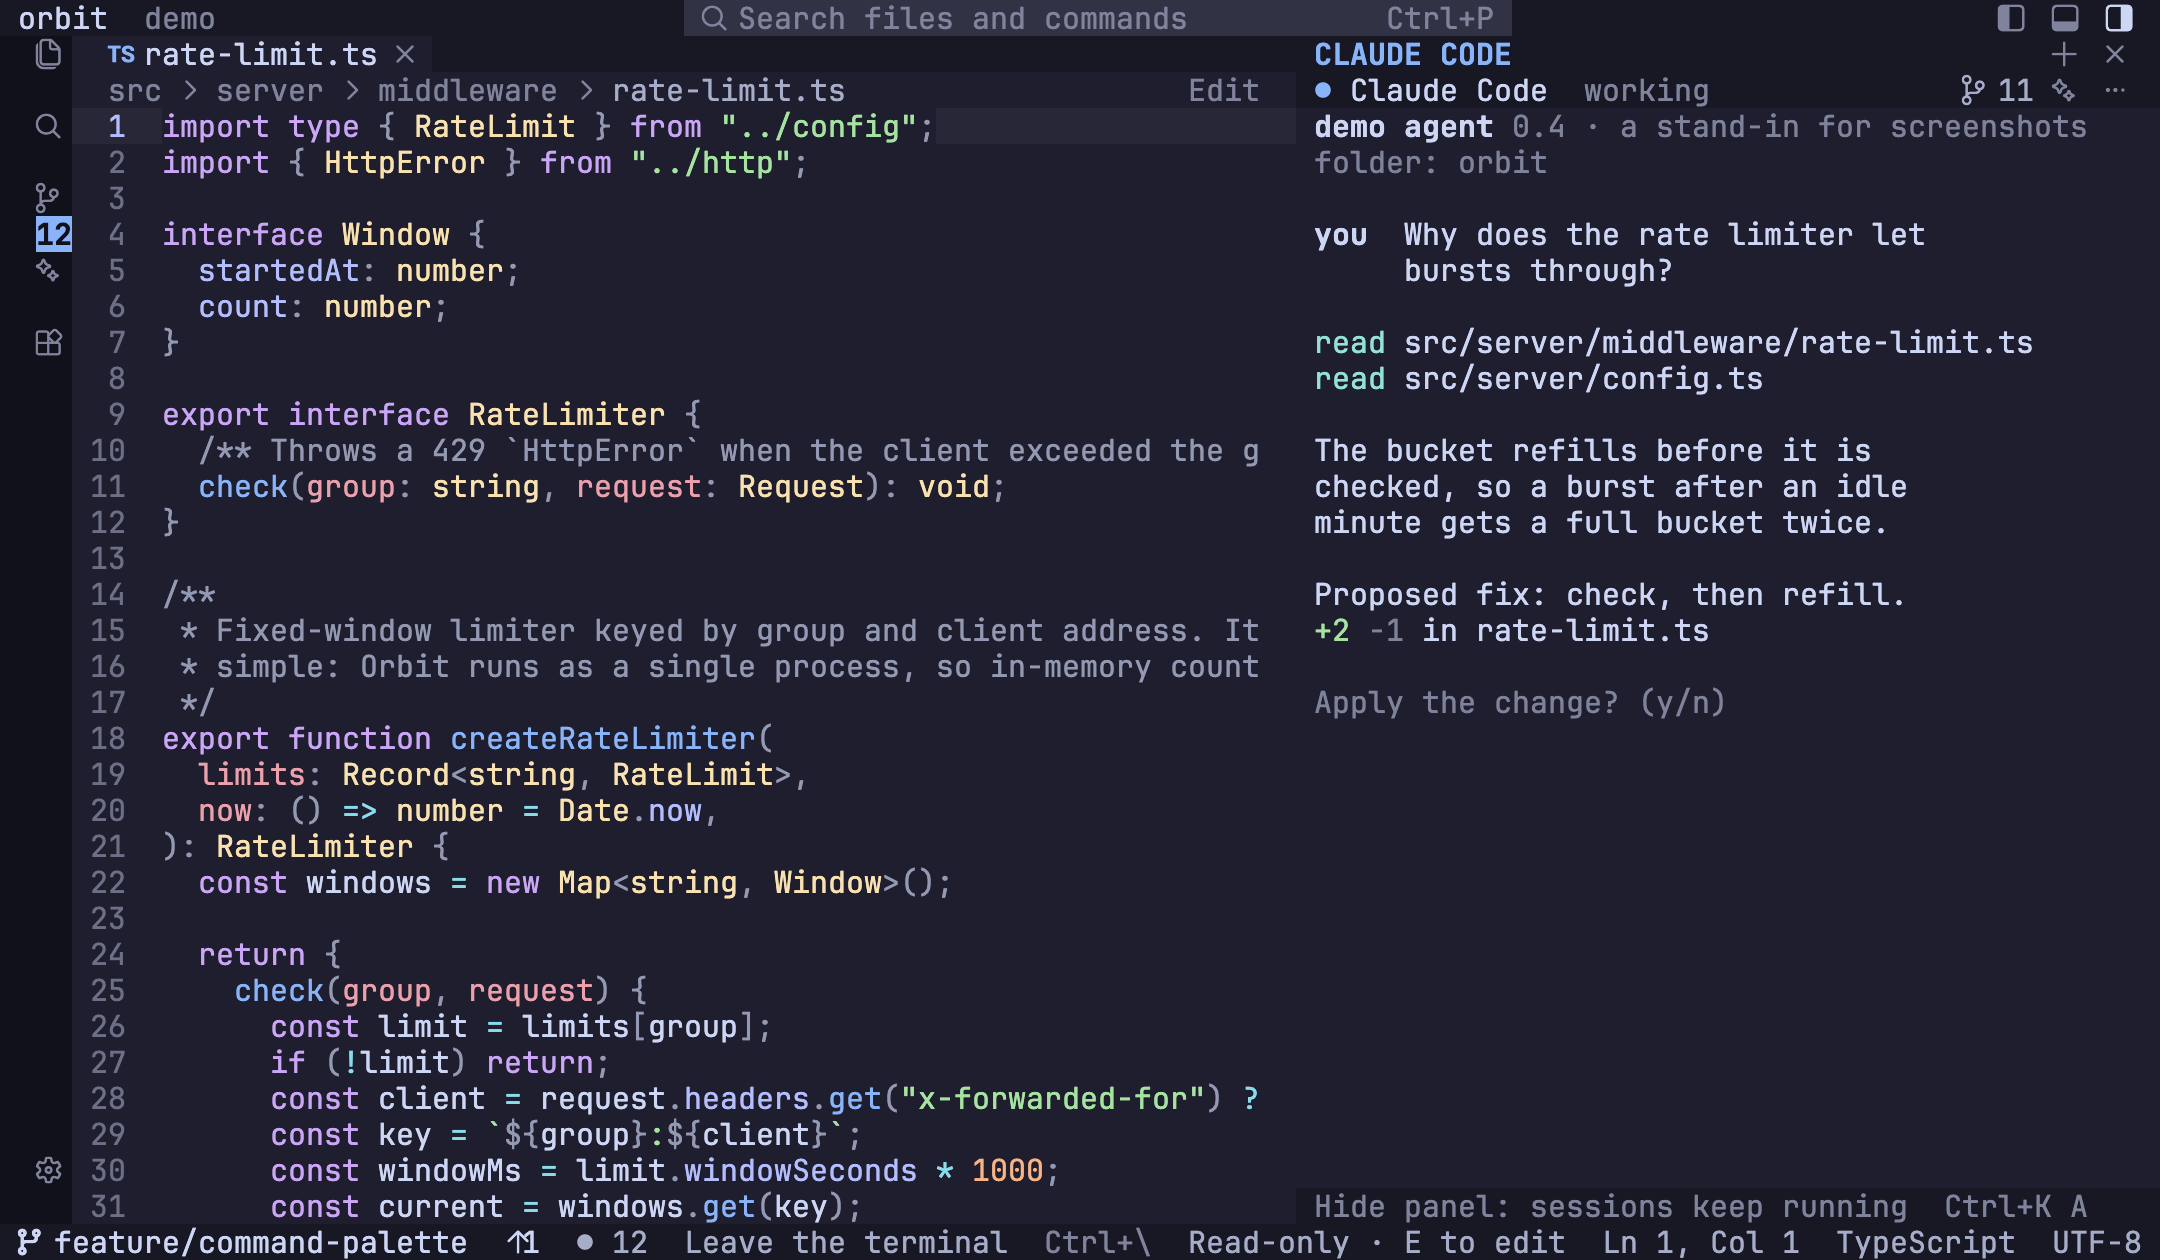 orbit demo Search files and commands Ctrl+P
TS rate-limit.ts
src > server > middleware > rate-limit.ts Edit
1 import type { RateLimit } from "../config";
2 import { HttpError } from "../http";
3
12
4 interface Window {
5 startedAt: number;
6 count: number;
7 }
8
9 export interface RateLimiter {
10 /** Throws a 429 `HttpError` when the client exceeded the g
11 check(group: string, request: Request): void;
12 }
13
14 /**
15 * Fixed-window limiter keyed by group and client address. It
16 * simple: Orbit runs as a single process, so in-memory count
17 */
18 export function createRateLimiter(
19 limits: Record<string, RateLimit>,
20 now: () => number = Date.now,
21 ): RateLimiter {
22 const windows = new Map<string, Window>();
23
24 return {
25 check(group, request) {
26 const limit = limits[group];
27 if (!limit) return;
28 const client = request.headers.get("x-forwarded-for") ?
29 const key = `${group}:${client}`;
30 const windowMs = limit.windowSeconds * 1000;
31 const current = windows.get(key);
CLAUDE CODE
Claude Code working 11 ···
demo agent 0.4 · a stand-in for screenshots
folder: orbit
you Why does the rate limiter let
bursts through?
read src/server/middleware/rate-limit.ts
read src/server/config.ts
The bucket refills before it is
checked, so a burst after an idle
minute gets a full bucket twice.
Proposed fix: check, then refill.
+2 -1 in rate-limit.ts
Apply the change? (y/n)
Hide panel: sessions keep running Ctrl+K A
feature/command-palette ↑1 ● 12 Leave the terminal Ctrl+\ Read-only · E to edit Ln 1, Col 1 TypeScript UTF-8